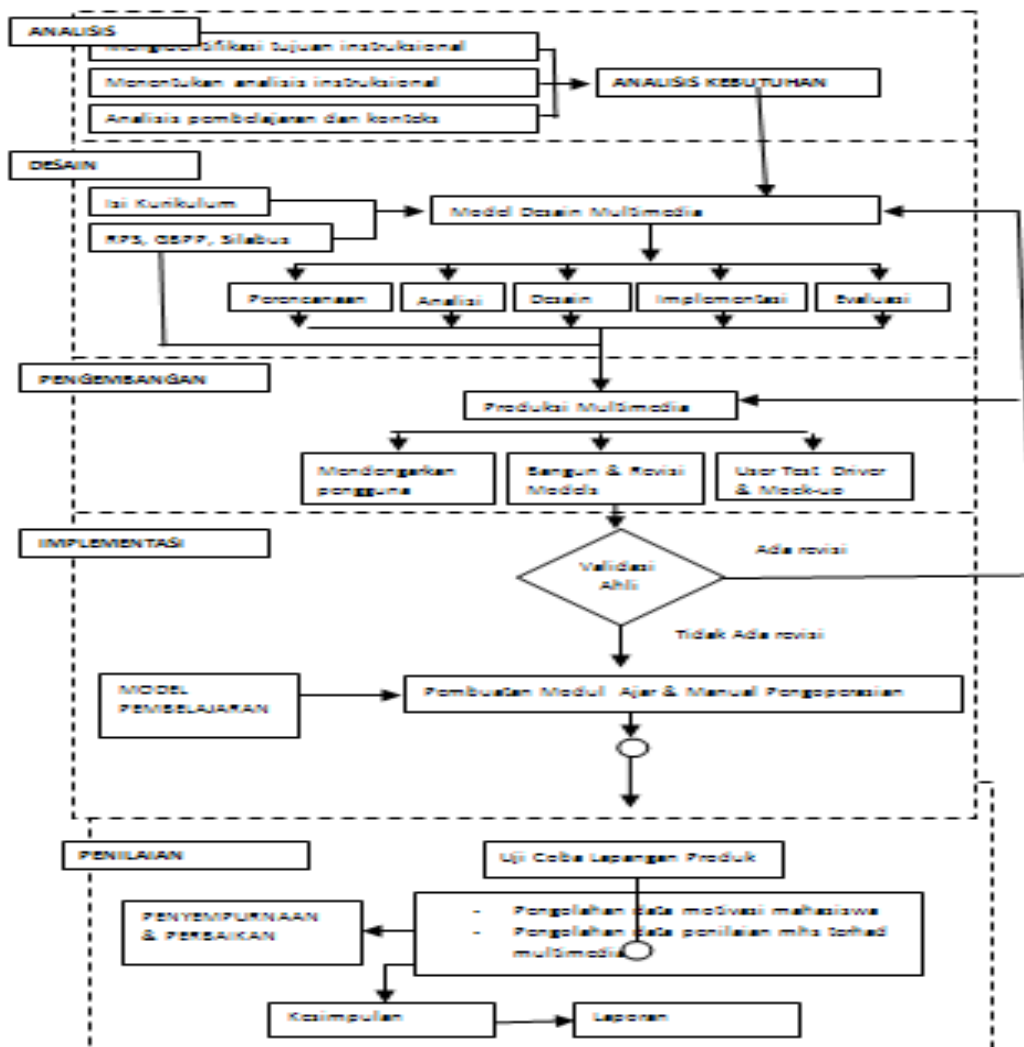 ANALISIS
Mengidentifikasi tujuan instruksional
Menentukan analisis instruksional
Analisis pembelajaran dan konteks
ANALISIS KEBUTUHAN
DESAIN
Isi Kurikulum
RPS, GBPP, Silabus
Model Desain Multimedia
Perencanaan
Analisi
Desain
Implementasi
Evaluasi
PENGEMBANGAN
Produksi Multimedia
Mendengarkan
pengguna
Bangun & Revisi
Models
User Test Driver
& Mock-up
IMPLEMENTASI
Validasi
Ahli
Ada revisi
Tidak Ada revisi
MODEL
PEMBELAJARAN
Pembuatan Modul Ajar & Manual Pengoperasian
PENILAIAN
Uji Coba Lapangan Produk
PENYEMPURNAAN
& PERBAIKAN
- Pengolahan data motivasi mahasiswa
- Pengolahan data penilaian mhs terhad
multimedia
Kesimpulan
Laporan